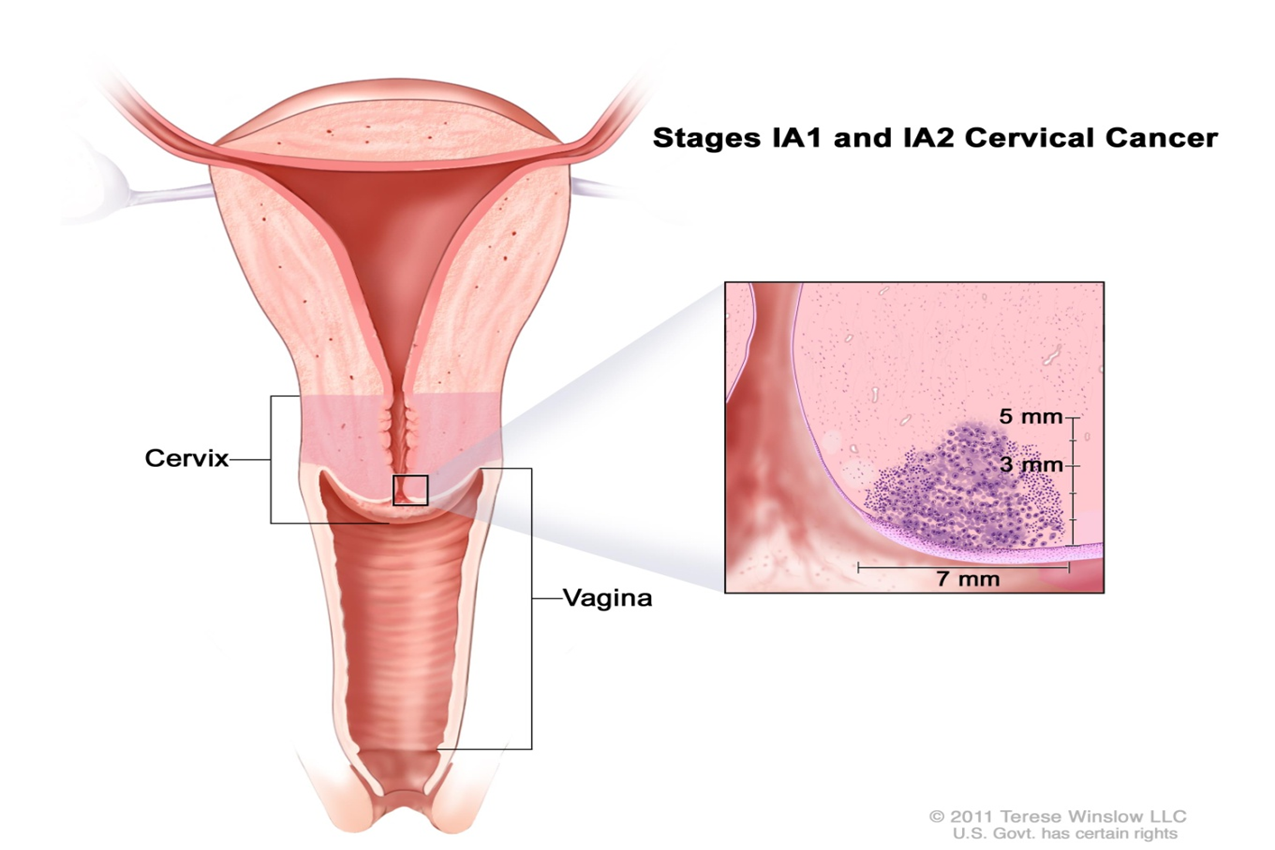 Stages IA1 and IA2 Cervical Cancer
5 mm
3 mm
Cervix
7 mm
Vagina
© 2011 Terese Winslow LLC
U.S. Govt. has certain rights